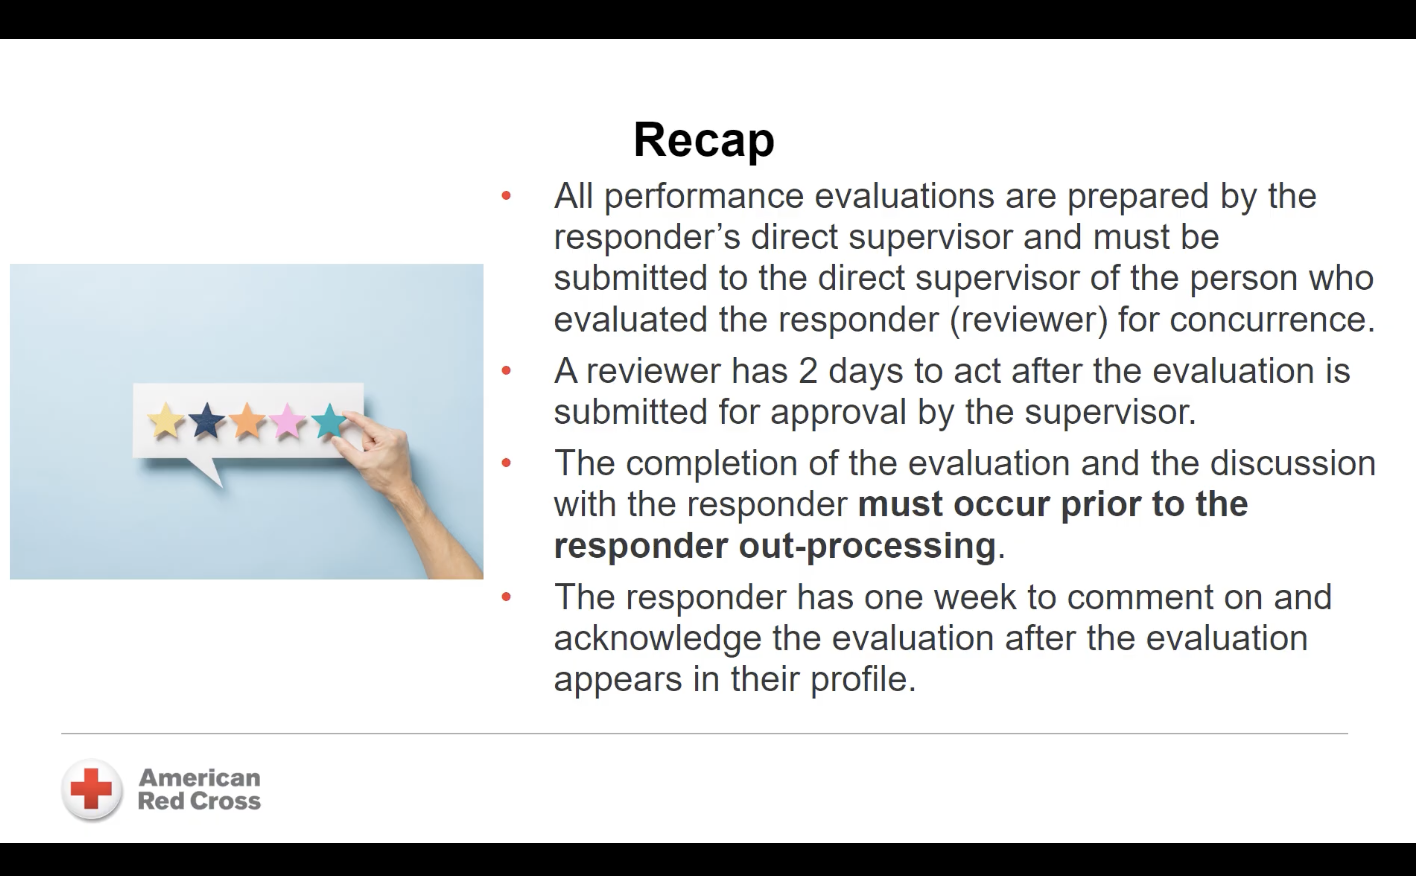 Recap
• All performance evaluations are prepared by the
responder’s direct supervisor and must be
submitted to the direct supervisor of the person who
evaluated the responder (reviewer) for concurrence.
• A reviewer has 2 days to act after the evaluation is
submitted for approval by the supervisor.
• The completion of the evaluation and the discussion
with the responder must occur prior to the
responder out-processing.
• The responder has one week to comment on and
acknowledge the evaluation after the evaluation
appears in their profile.
American
Red Cross